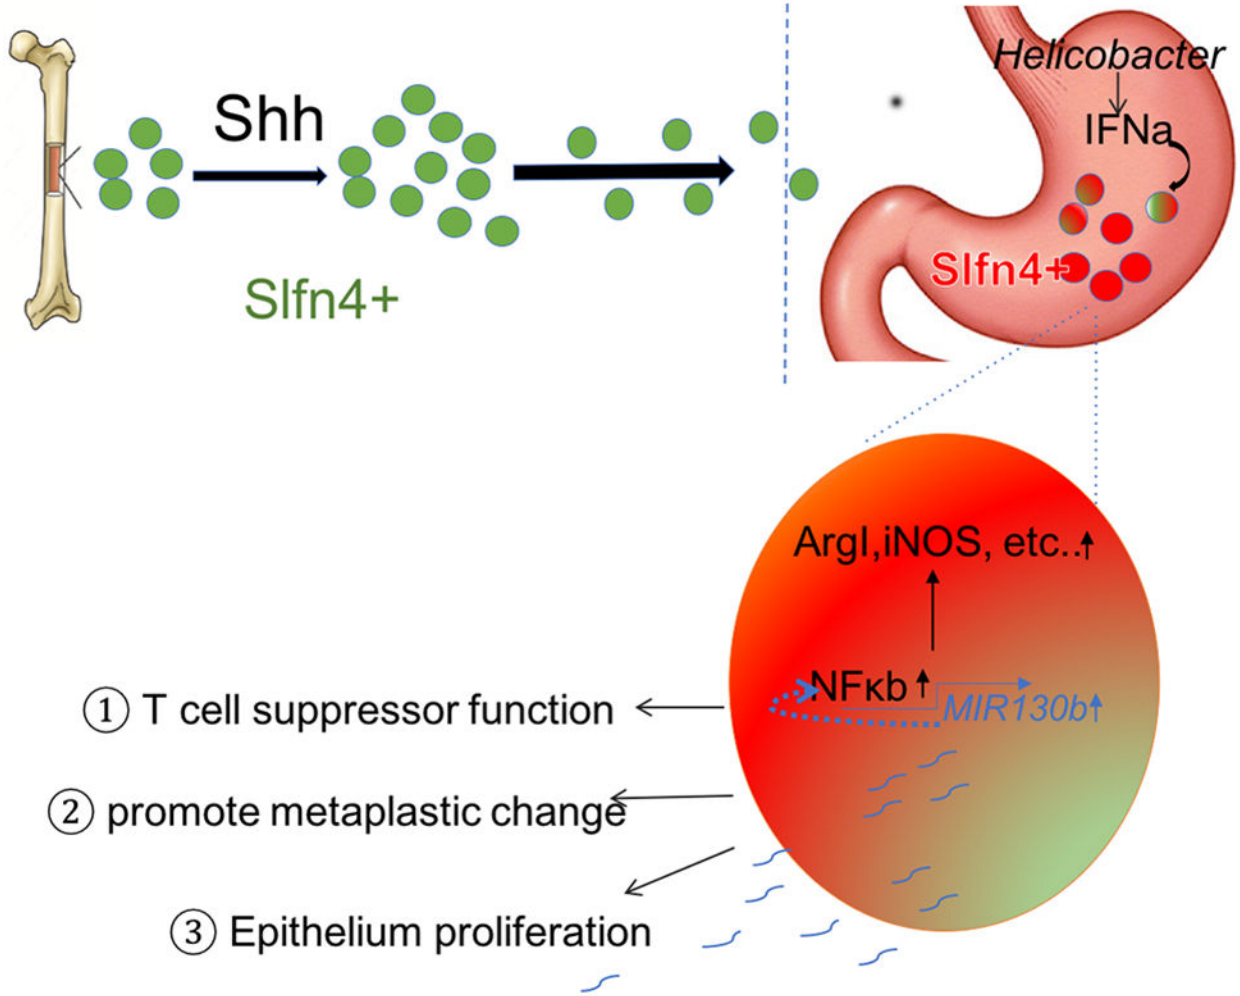 Helicobacter
Shh
IFNa
Slfn4+
Slfn4+
ArgI,iNOS, etc..↑
NFκb↑
MIR130b↑
① T cell suppressor function
② promote metaplastic change
③ Epithelium proliferation